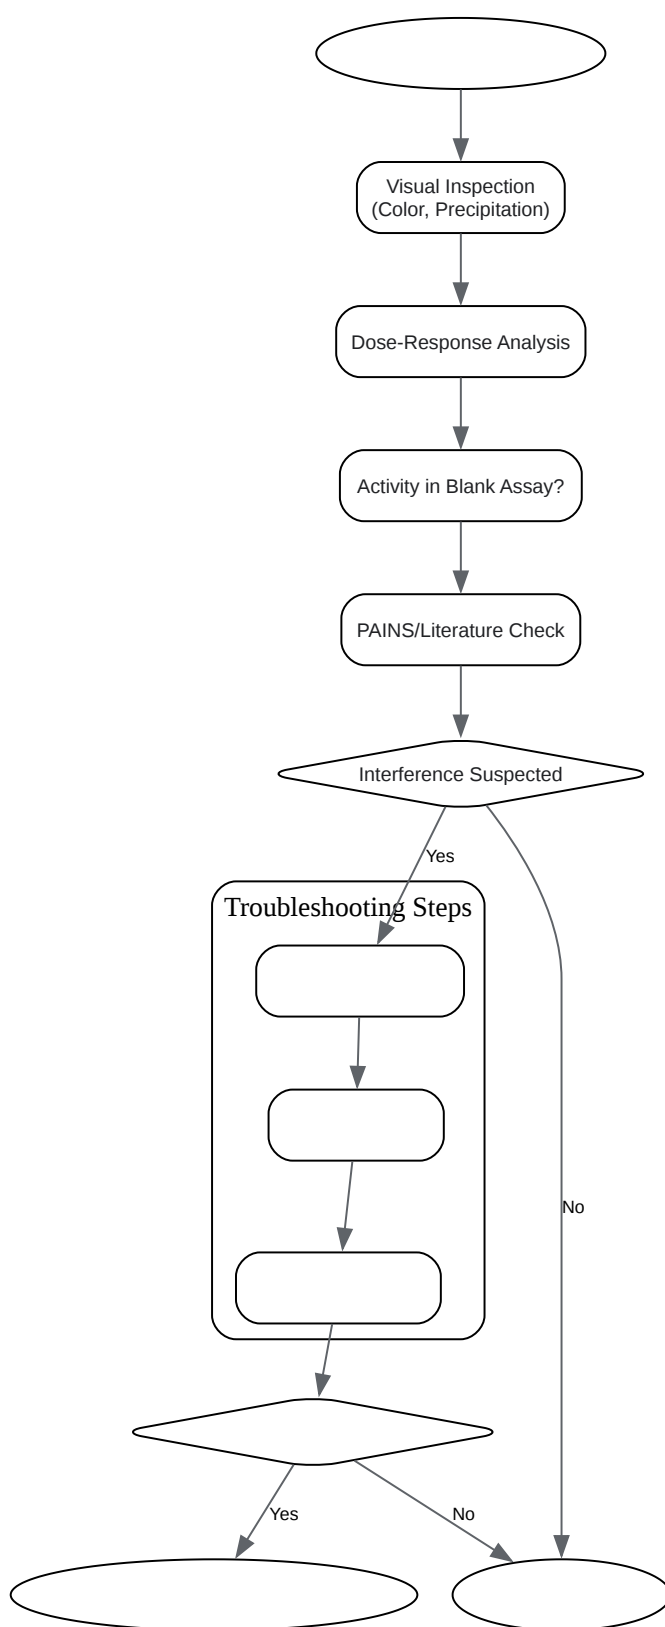 Visual Inspection
(Color, Precipitation)
Dose-Response Analysis
Activity in Blank Assay?
PAINS/Literature Check
Interference Suspected
Yes
Troubleshooting Steps
No
Yes
No